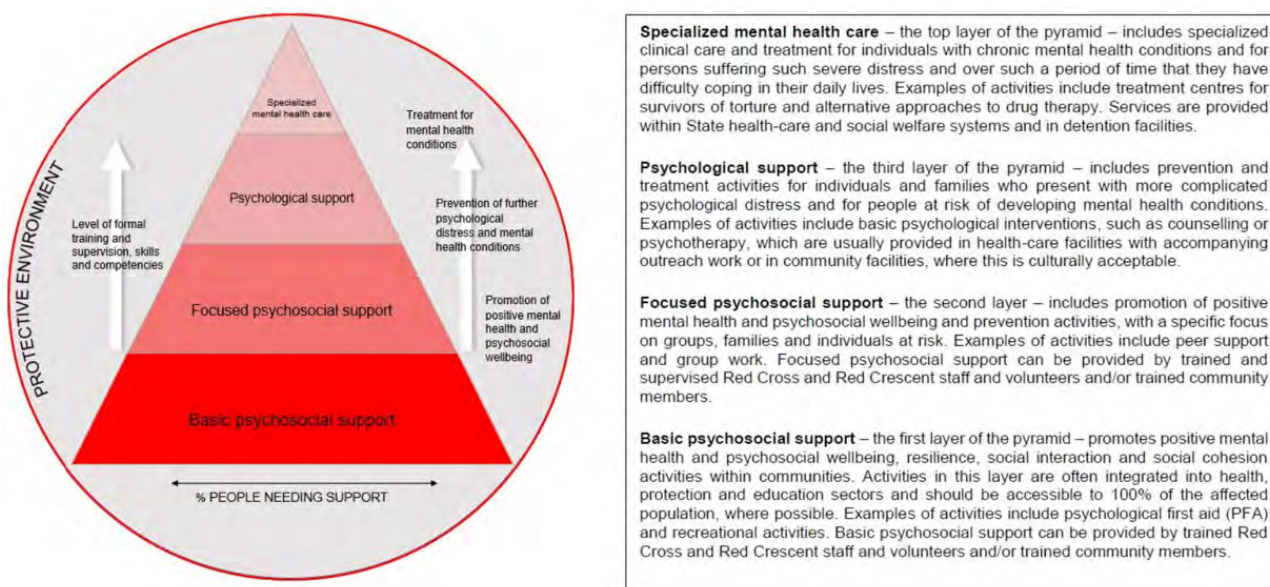 PROTECTIVE ENVIRONMENT
Specialized
mental health care
Psychological support
Focused psychosocial support
Basic psychosocial support
Level of formal
training and
supervision, skills
and competencies
Treatment for
mental health
conditions
Prevention of further
psychological
distress and mental
health conditions
Promotion of
positive mental
health and
psychosocial
wellbeing
% PEOPLE NEEDING SUPPORT
Specialized mental health care – the top layer of the pyramid – includes specialized
clinical care and treatment for individuals with chronic mental health conditions and for
persons suffering such severe distress and over such a period of time that they have
difficulty coping in their daily lives. Examples of activities include treatment centres for
survivors of torture and alternative approaches to drug therapy. Services are provided
within State health-care and social welfare systems and in detention facilities.
Psychological support – the third layer of the pyramid – includes prevention and
treatment activities for individuals and families who present with more complicated
psychological distress and for people at risk of developing mental health conditions.
Examples of activities include basic psychological interventions, such as counselling or
psychotherapy, which are usually provided in health-care facilities with accompanying
outreach work or in community facilities, where this is culturally acceptable.
Focused psychosocial support – the second layer – includes promotion of positive
mental health and psychosocial wellbeing and prevention activities, with a specific focus
on groups, families and individuals at risk. Examples of activities include peer support
and group work. Focused psychosocial support can be provided by trained and
supervised Red Cross and Red Crescent staff and volunteers and/or trained community
members.
Basic psychosocial support – the first layer of the pyramid – promotes positive mental
health and psychosocial wellbeing, resilience, social interaction and social cohesion
activities within communities. Activities in this layer are often integrated into health,
protection and education sectors and should be accessible to 100% of the affected
population, where possible. Examples of activities include psychological first aid (PFA)
and recreational activities. Basic psychosocial support can be provided by trained Red
Cross and Red Crescent staff and volunteers and/or trained community members.